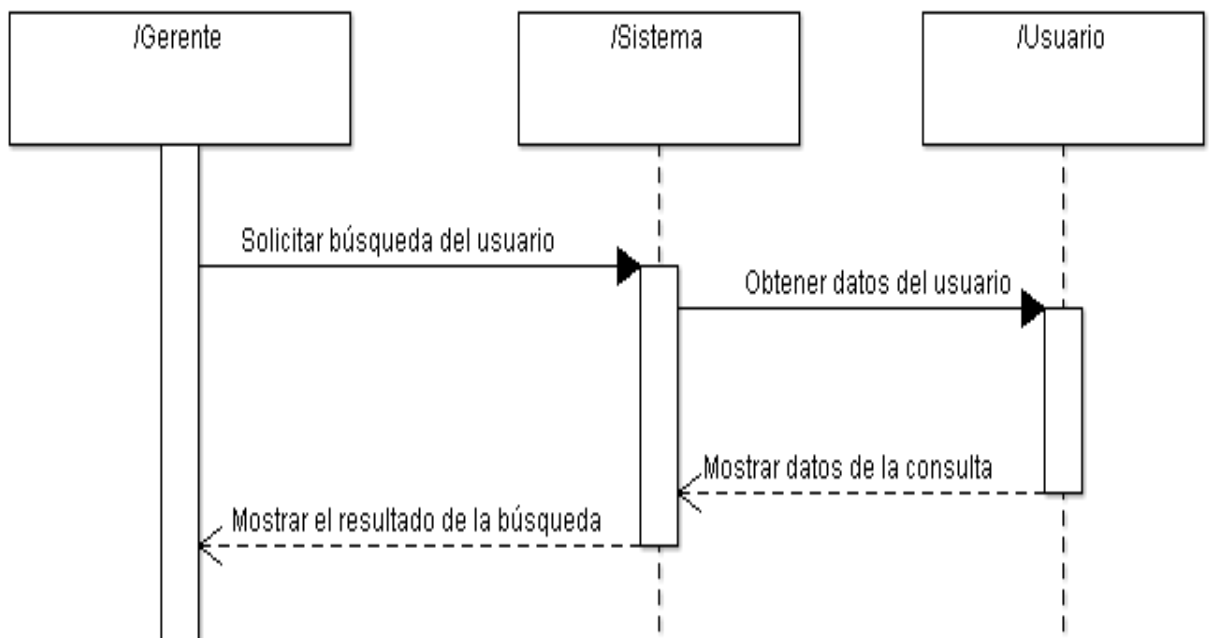 /Gerente
/Sistema
/Usuario
Solicitar búsqueda del usuario
Obtener datos del usuario
Mostrar datos de la consulta
Mostrar el resultado de la búsqueda